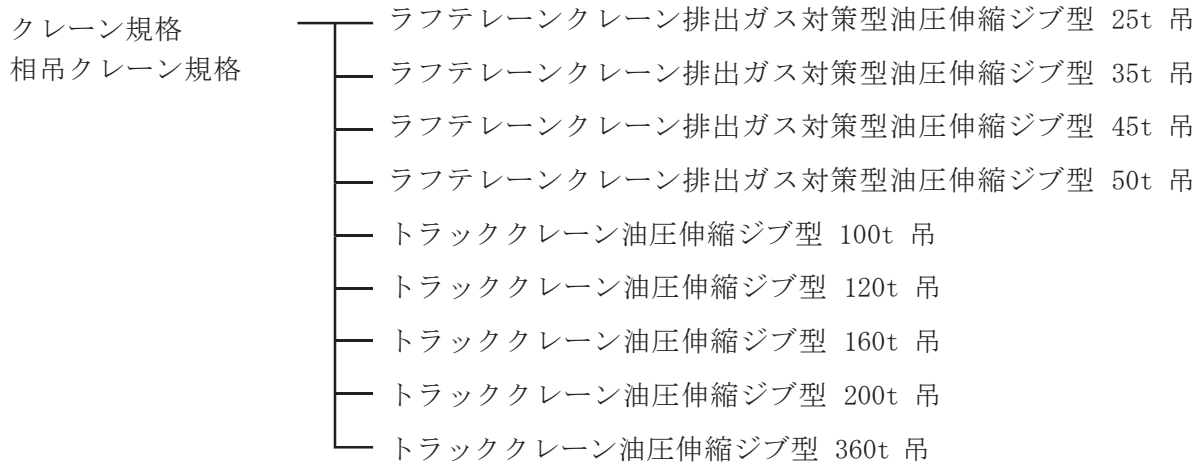 クレーン規格
相吊クレーン規格
ラフテレーンクレーン排出ガス対策型油圧伸縮ジブ型 25t 吊
ラフテレーンクレーン排出ガス対策型油圧伸縮ジブ型 35t 吊
ラフテレーンクレーン排出ガス対策型油圧伸縮ジブ型 45t 吊
ラフテレーンクレーン排出ガス対策型油圧伸縮ジブ型 50t 吊
トラッククレーン油圧伸縮ジブ型 100t 吊
トラッククレーン油圧伸縮ジブ型 120t 吊
トラッククレーン油圧伸縮ジブ型 160t 吊
トラッククレーン油圧伸縮ジブ型 200t 吊
トラッククレーン油圧伸縮ジブ型 360t 吊